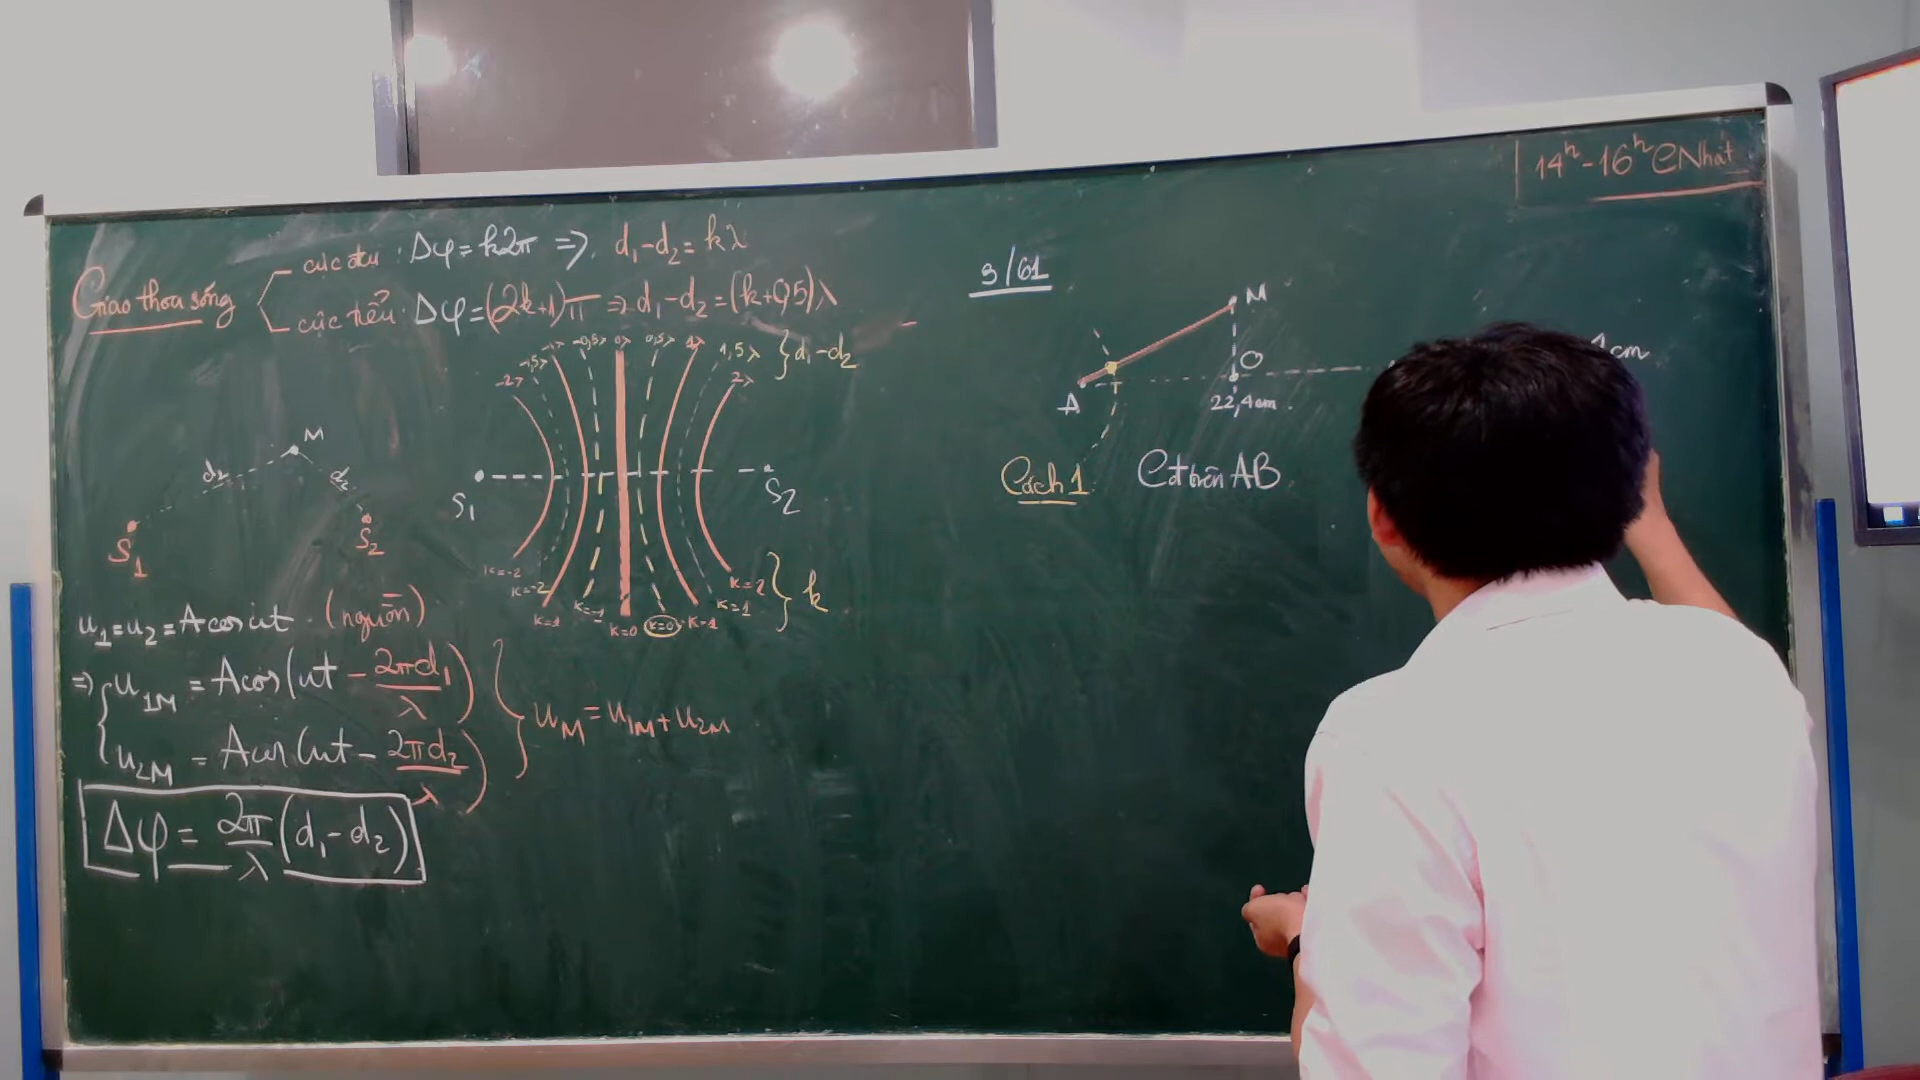 14ʰ-16ʰ CNhật
Giao thoa sóng
cực đại : Δφ = k2π => d₁-d₂ = kλ
cực tiểu : Δφ = (2k+1)π => d₁-d₂ = (k+0,5)λ
-2λ -1,5λ -λ -0,5λ 0λ 0,5λ 1λ 1,5λ 2λ } d₁-d₂
S₁ S₂
k=-2 k=-2 k=-1 k=-1 k=0 k=0 k=1 k=1 k=2 } k
M
d₂ d₂
S₁ S₂
u₁=u₂=Acosωt (nguồn)
=> { u₁M = Acos(ωt - 2πd₁/λ)
u₂M = Acos(ωt - 2πd₂/λ) } uM = u₁M + u₂M
Δφ = 2π/λ (d₁-d₂)
3/61
M
O
A
22,4cm
cm
Cách 1 Cđ trên AB